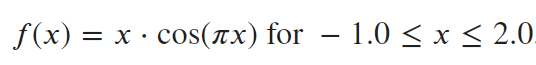 f(x) = x · cos(πx) for − 1.0 ≤ x ≤ 2.0.